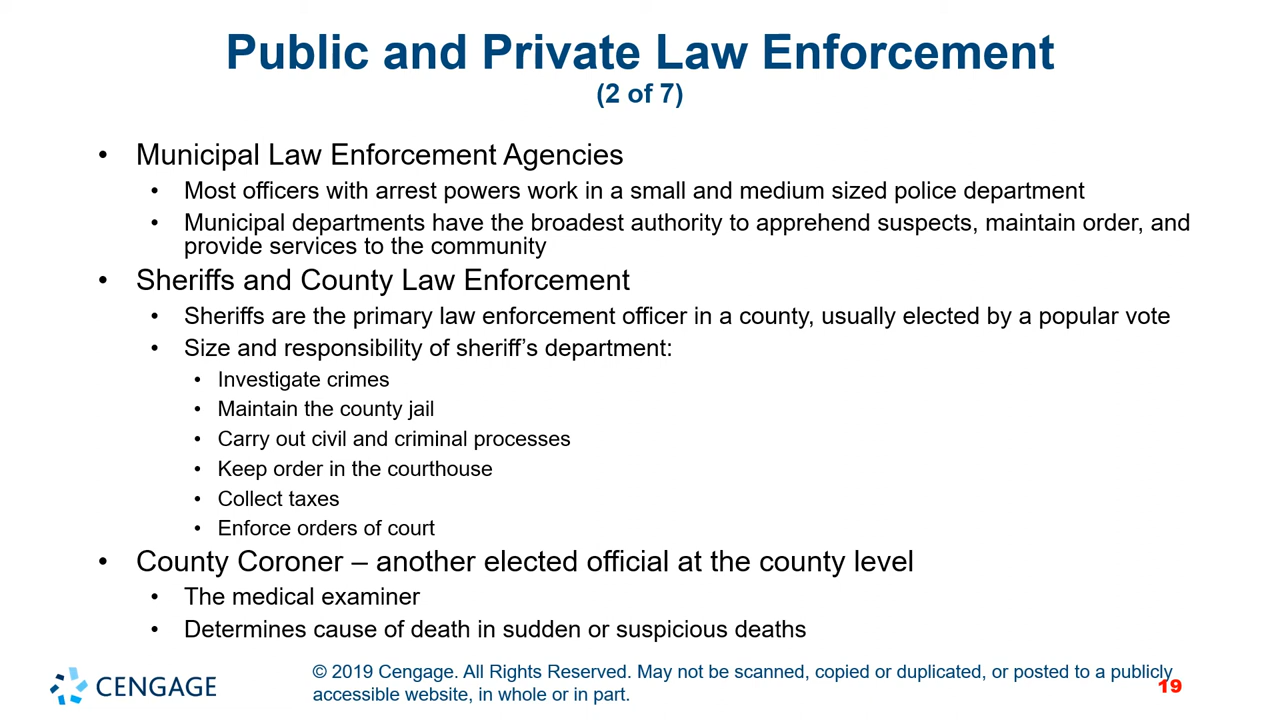 Public and Private Law Enforcement
(2 of 7)
• Municipal Law Enforcement Agencies
• Most officers with arrest powers work in a small and medium sized police department
• Municipal departments have the broadest authority to apprehend suspects, maintain order, and
provide services to the community
• Sheriffs and County Law Enforcement
• Sheriffs are the primary law enforcement officer in a county, usually elected by a popular vote
• Size and responsibility of sheriff’s department:
• Investigate crimes
• Maintain the county jail
• Carry out civil and criminal processes
• Keep order in the courthouse
• Collect taxes
• Enforce orders of court
• County Coroner – another elected official at the county level
• The medical examiner
• Determines cause of death in sudden or suspicious deaths
CENGAGE
© 2019 Cengage. All Rights Reserved. May not be scanned, copied or duplicated, or posted to a publicly
accessible website, in whole or in part.
19